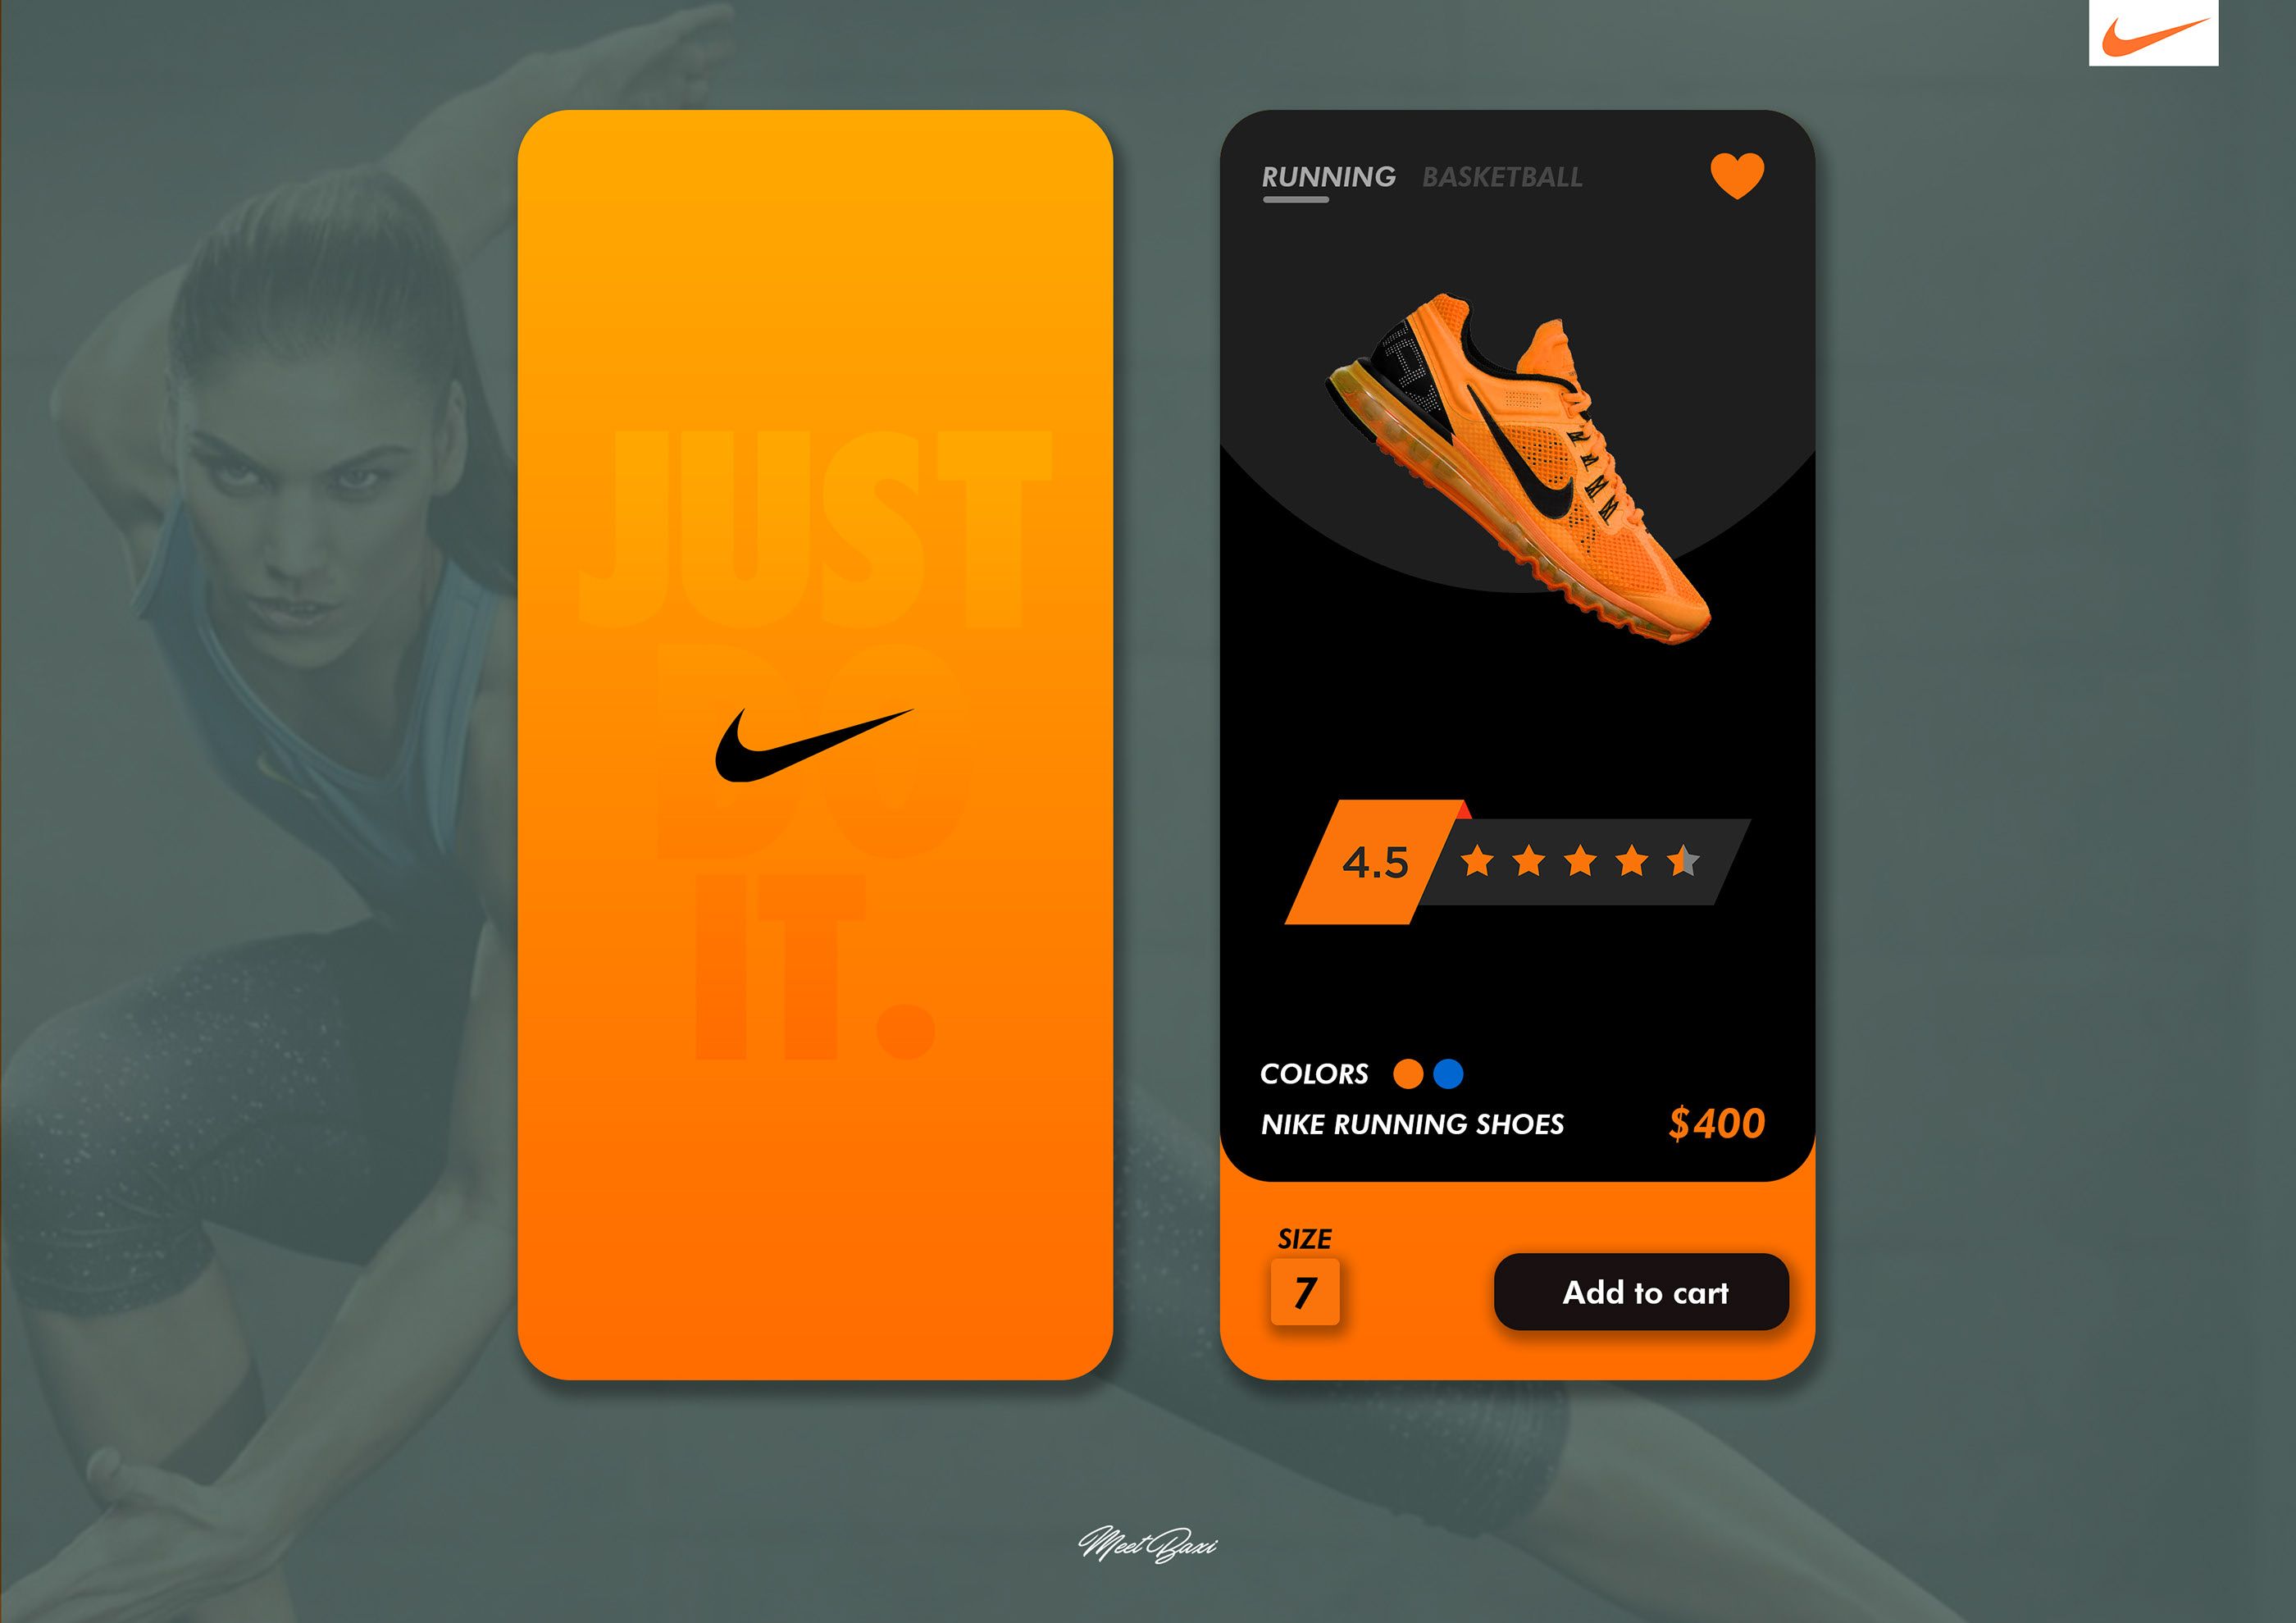 JUST
DO
IT.
RUNNING BASKETBALL
4.5
COLORS
NIKE RUNNING SHOES $400
SIZE
7
Add to cart
Meet Baxi